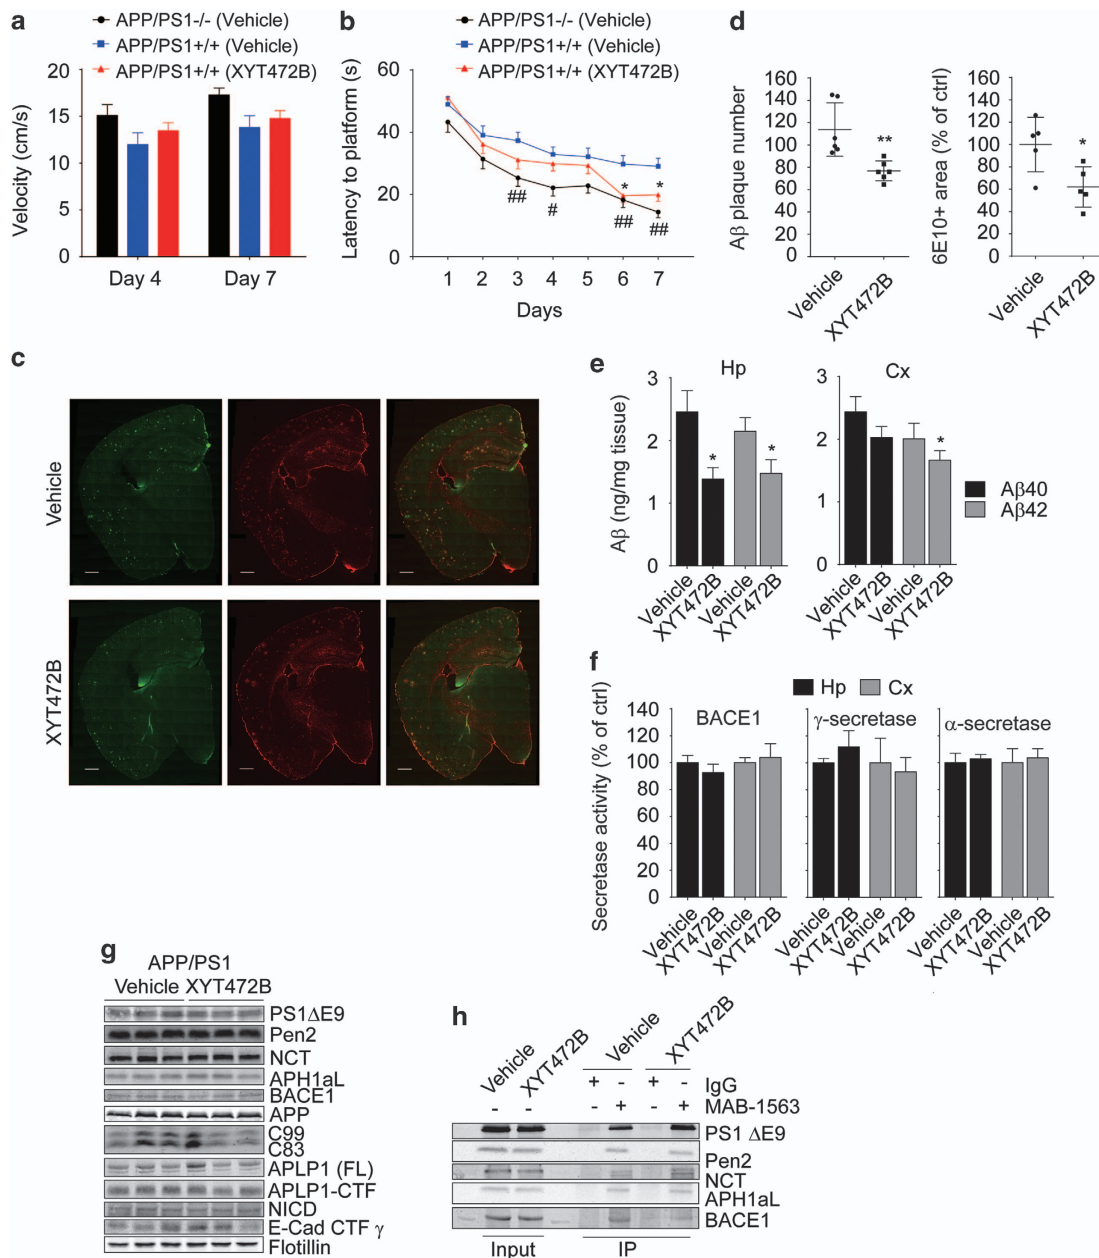 a
APP/PS1-/- (Vehicle)
APP/PS1+/+ (Vehicle)
APP/PS1+/+ (XYT472B)
Velocity (cm/s)
20
15
10
5
0
Day 4 Day 7
b
APP/PS1-/- (Vehicle)
APP/PS1+/+ (Vehicle)
APP/PS1+/+ (XYT472B)
Latency to platform (s)
60
40
20
0
## # ## ##
* *
1 2 3 4 5 6 7
Days
d
Aβ plaque number
160
140
120
100
80
60
40
20
0
**
Vehicle XYT472B
6E10+ area (% of ctrl)
160
140
120
100
80
60
40
20
0
*
Vehicle XYT472B
c
Vehicle
XYT472B
e
Hp
Aβ (ng/mg tissue)
3
2
1
0
* *
Vehicle XYT472B Vehicle XYT472B
Cx
3
2
1
0
*
Vehicle XYT472B Vehicle XYT472B
Aβ40
Aβ42
f
Hp Cx
Secretase activity (% of ctrl)
140
120
100
80
60
40
20
0
BACE1
γ-secretase
α-secretase
Vehicle XYT472B Vehicle XYT472B
Vehicle XYT472B Vehicle XYT472B
Vehicle XYT472B Vehicle XYT472B
g
APP/PS1
Vehicle XYT472B
PS1ΔE9
Pen2
NCT
APH1aL
BACE1
APP
C99
C83
APLP1 (FL)
APLP1-CTF
NICD
E-Cad CTF γ
Flotillin
h
Vehicle XYT472B Vehicle XYT472B
+ - + - IgG
- - - + - + MAB-1563
PS1 ΔE9
Pen2
NCT
APH1aL
BACE1
Input IP